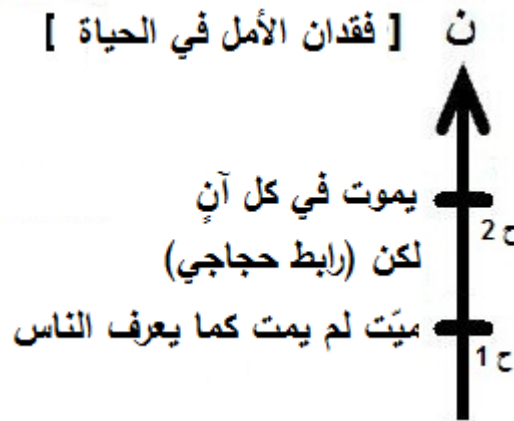 ن [ فقدان الأمل في الحياة ]
يموت في كل آنٍ
ح 2
لكن (رابط حجاجي)
ميّت لم يمت كما يعرف الناس
ح 1